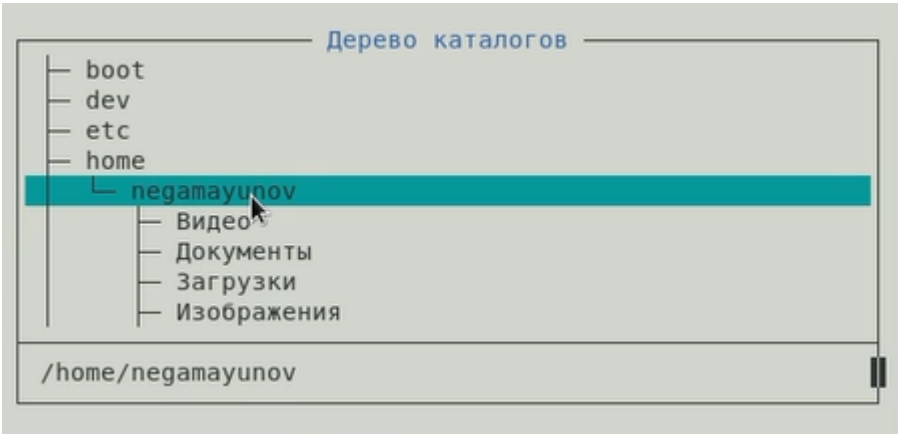 Дерево каталогов
boot
dev
etc
home
negamayunov
Видео
Документы
Загрузки
Изображения
/home/negamayunov